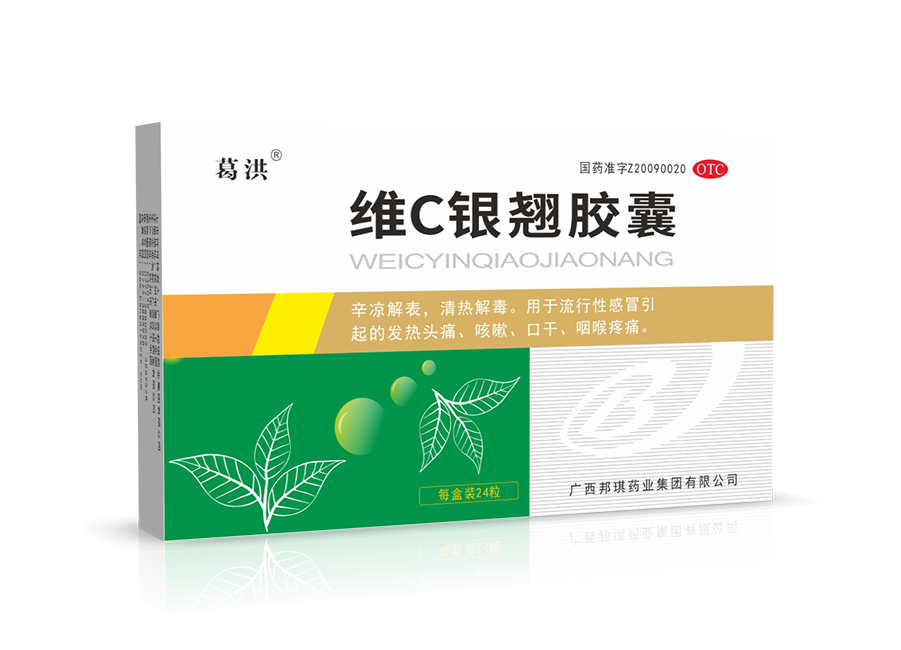 葛洪®
国药准字Z20090020 OTC
维C银翘胶囊
WEICYINQIAOJIAONANG
辛凉解表，清热解毒。用于流行性感冒引
起的发热头痛、咳嗽、口干、咽喉疼痛。
每盒装24粒
广西邦琪药业集团有限公司